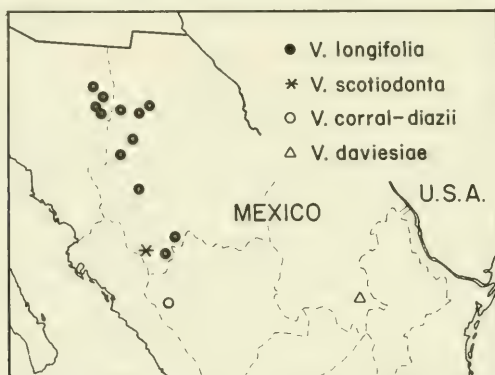 V. longifolia
V. scotiodonta
V. corral-diazii
V. daviesiae
U.S.A.
MEXICO